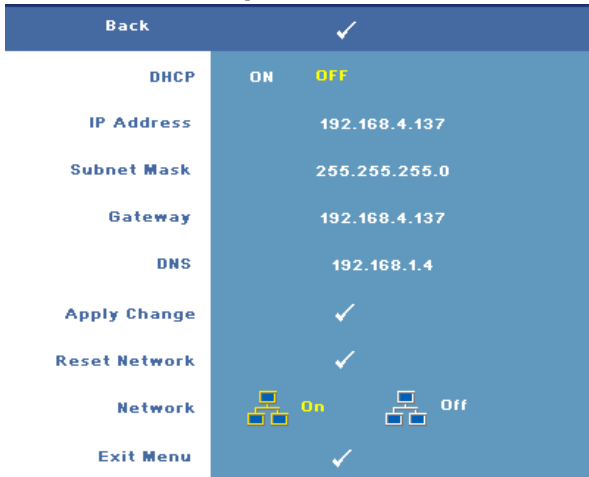 Back
DHCP ON OFF
IP Address 192.168.4.137
Subnet Mask 255.255.255.0
Gateway 192.168.4.137
DNS 192.168.1.4
Apply Change
Reset Network
Network On Off
Exit Menu